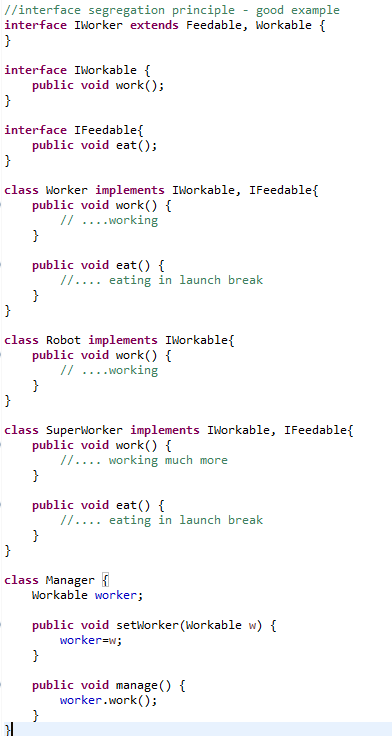 //interface segregation principle - good example
interface IWorker extends Feedable, Workable {
}
interface IWorkable {
public void work();
}
interface IFeedable{
public void eat();
}
class Worker implements IWorkable, IFeedable{
public void work() {
// ....working
}
public void eat() {
//.... eating in launch break
}
}
class Robot implements IWorkable{
public void work() {
// ....working
}
}
class SuperWorker implements IWorkable, IFeedable{
public void work() {
//.... working much more
}
public void eat() {
//.... eating in launch break
}
}
class Manager {
Workable worker;
public void setWorker(Workable w) {
worker=w;
}
public void manage() {
worker.work();
}
}